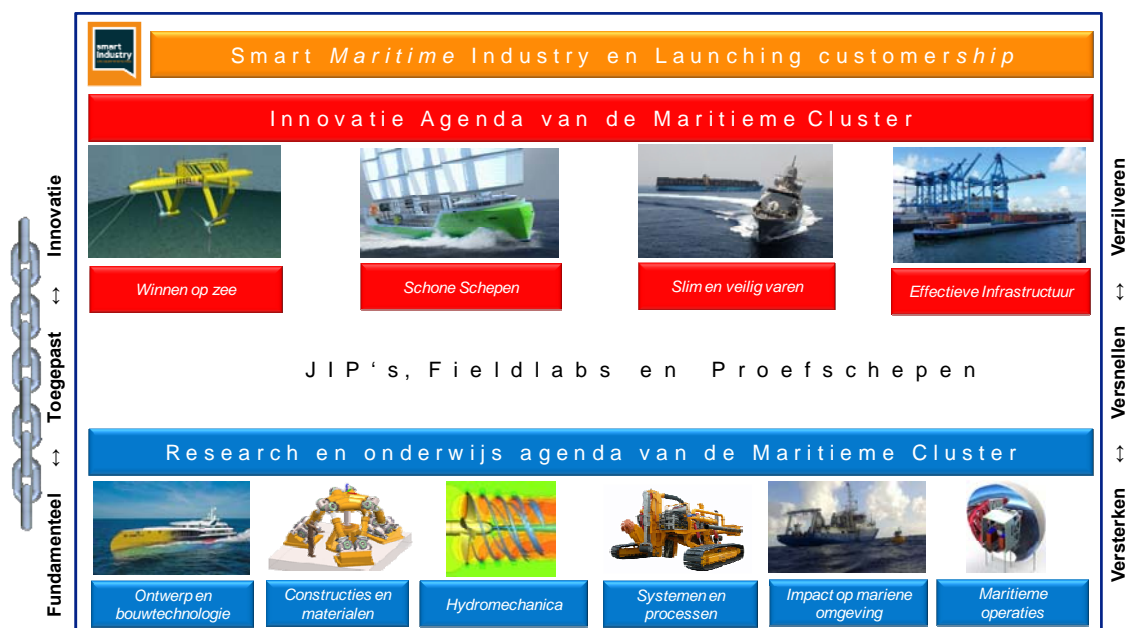 smart
industry
Smart Maritime Industry en Launching customership
Innovatie Agenda van de Maritieme Cluster
Winnen op zee
Schone Schepen
Slim en veilig varen
Effectieve Infrastructuur
JIP‘s, Fieldlabs en Proefschepen
Research en onderwijs agenda van de Maritieme Cluster
Ontwerp en
bouwtechnologie
Constructies en
materialen
Hydromechanica
Systemen en
processen
Impact op mariene
omgeving
Maritieme
operaties
Fundamenteel ↔ Toegepast ↔ Innovatie
Versterken ↔ Versnellen ↔ Verzilveren